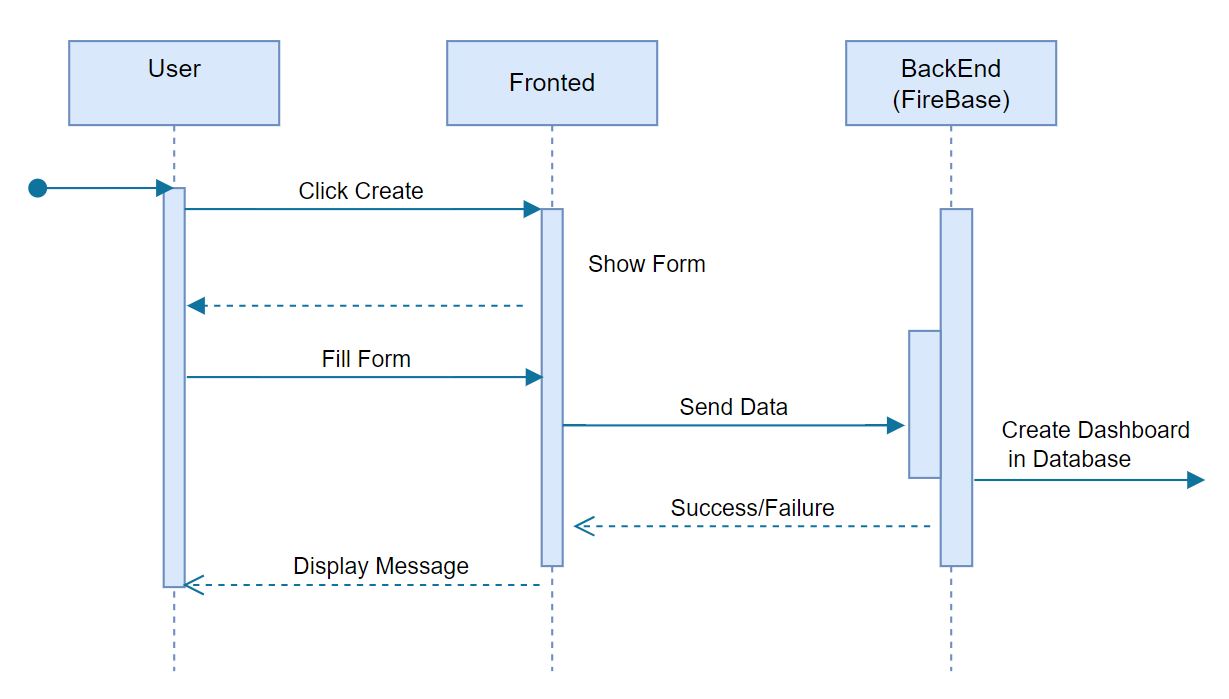 User
Fronted
BackEnd
(FireBase)
Click Create
Show Form
Fill Form
Send Data
Create Dashboard
in Database
Success/Failure
Display Message